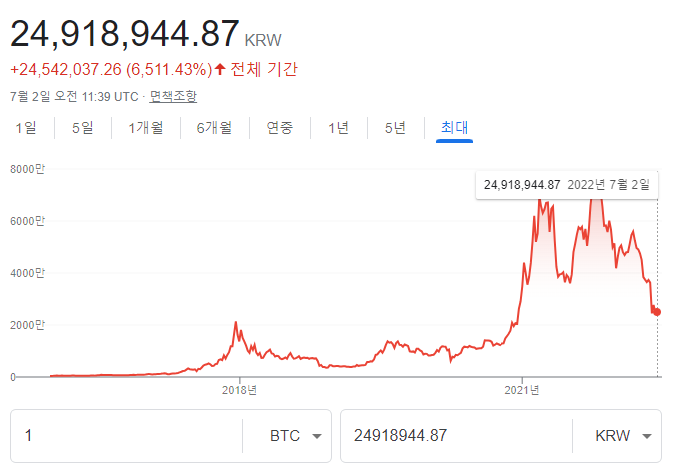 24,918,944.87 KRW
+24,542,037.26 (6,511.43%)↑ 전체 기간
7월 2일 오전 11:39 UTC · 면책조항
1일 5일 1개월 6개월 연중 1년 5년 최대
8000만
24,918,944.87 2022년 7월 2일
6000만
4000만
2000만
0
2018년 2021년
1 BTC 24918944.87 KRW